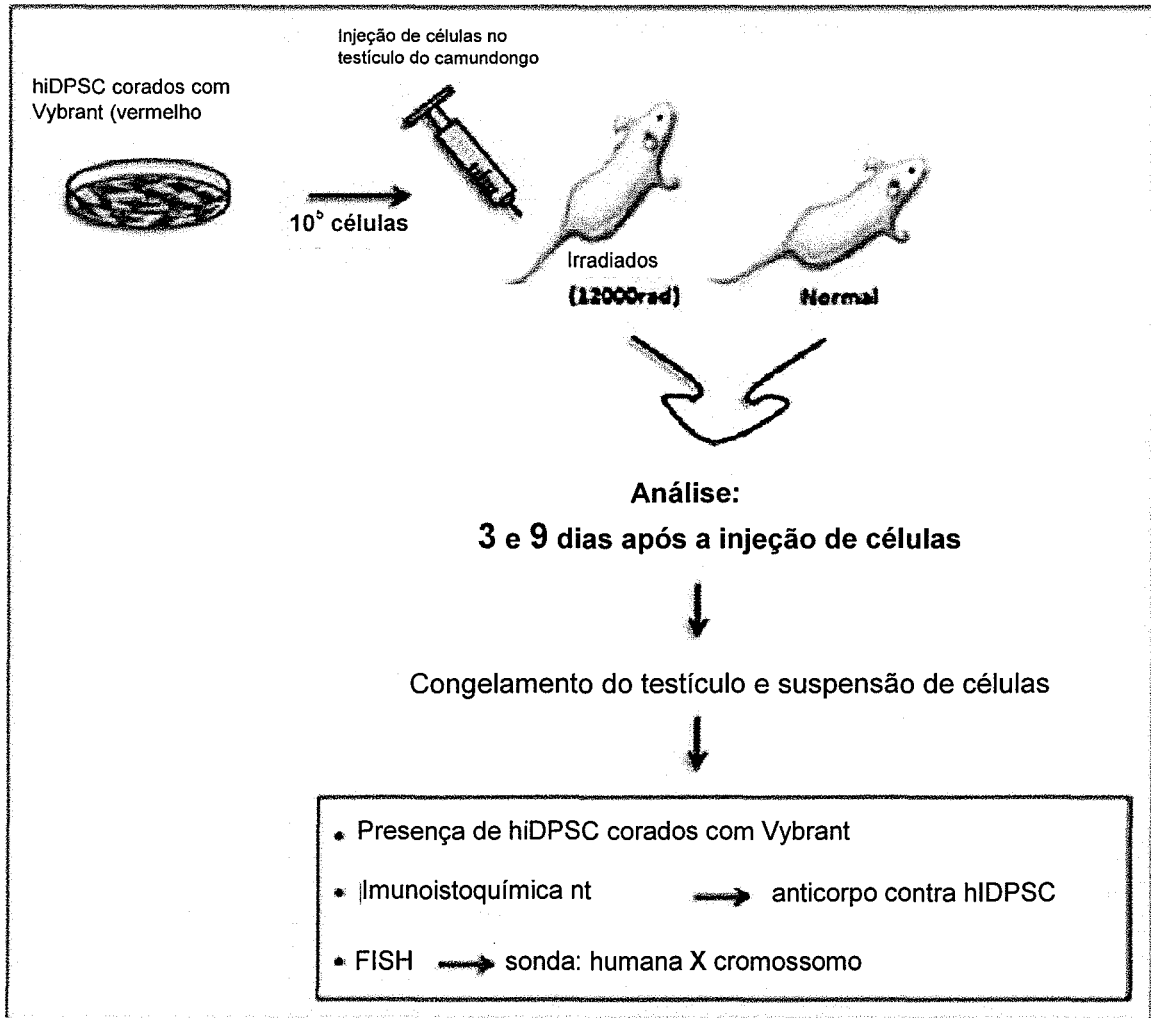 Injeção de células no
testículo do camundongo
hiDPSC corados com
Vybrant (vermelho
10⁵ células
Irradiados
(12000rad)
Normal
Análise:
3 e 9 dias após a injeção de células
Congelamento do testículo e suspensão de células
• Presença de hiDPSC corados com Vybrant
• Imunoistoquímica nt → anticorpo contra hIDPSC
• FISH → sonda: humana X cromossomo